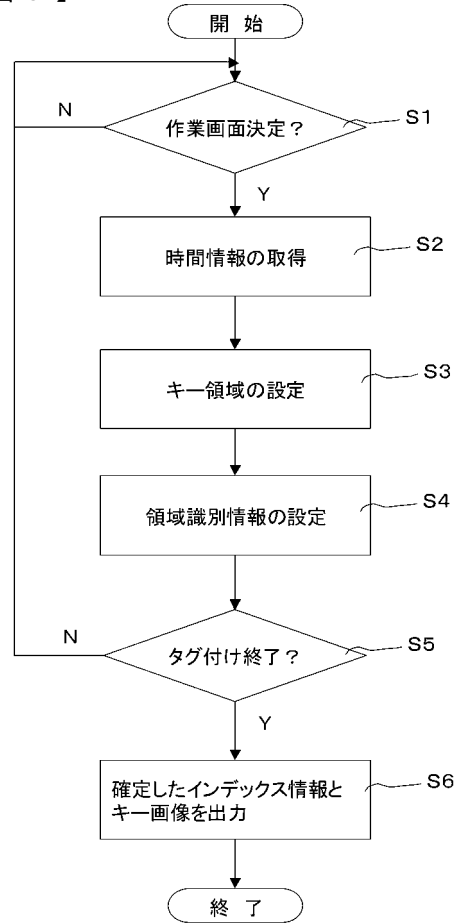 開 始
作業画面決定？
S1
N
Y
時間情報の取得
S2
キー領域の設定
S3
領域識別情報の設定
S4
タグ付け終了？
S5
N
Y
確定したインデックス情報と
キー画像を出力
S6
終 了